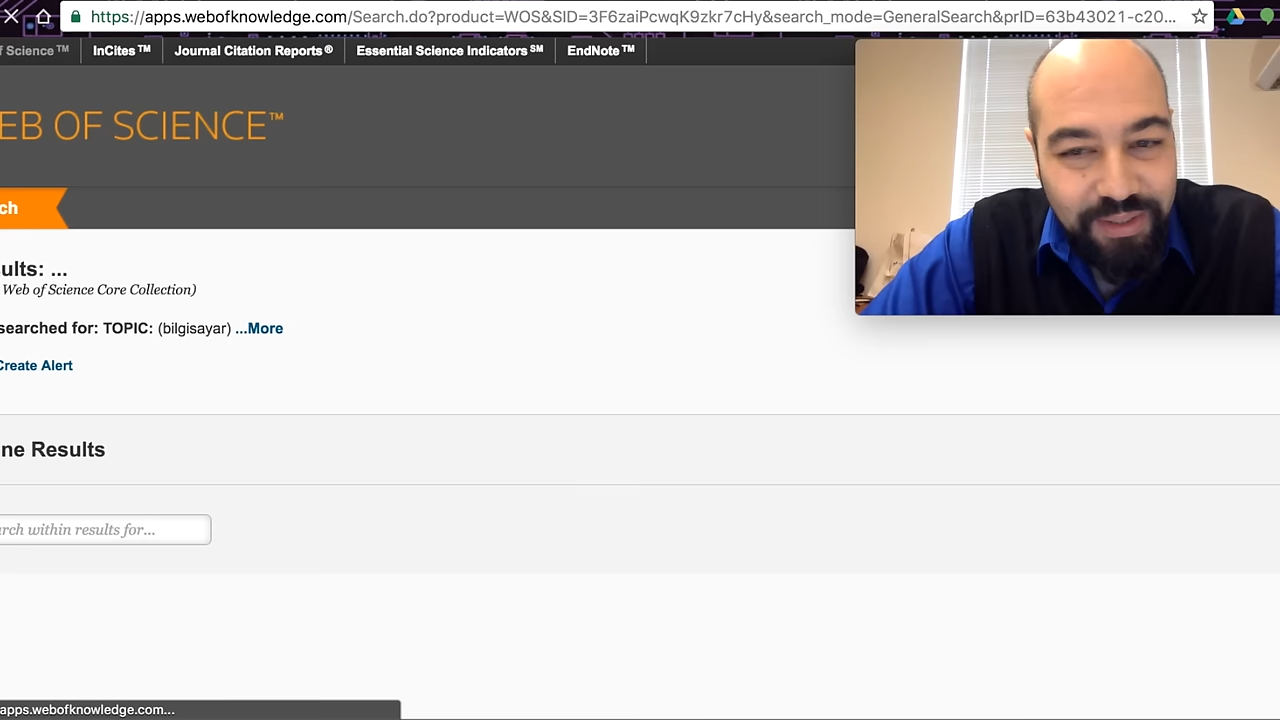 https://apps.webofknowledge.com/Search.do?product=WOS&SID=3F6zaiPcwqK9zkr7cHy&search_mode=GeneralSearch&prID=63b43021-c20...
of Science™ InCites™ Journal Citation Reports® Essential Science Indicators℠ EndNote™
EB OF SCIENCE™
ch
ults: ...
Web of Science Core Collection)
searched for: TOPIC: (bilgisayar) ...More
Create Alert
ne Results
rch within results for...
apps.webofknowledge.com...